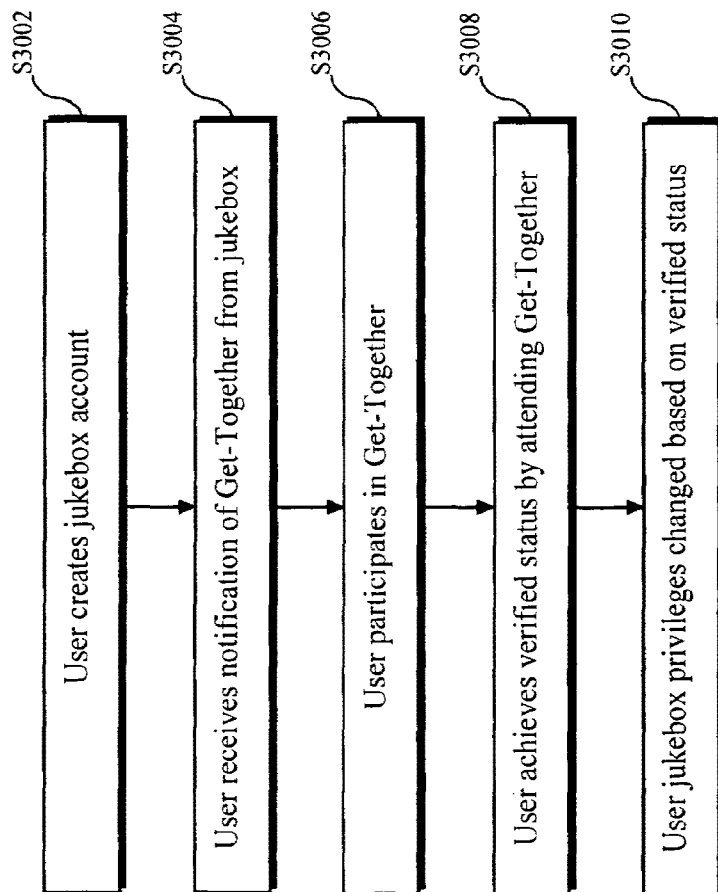 S3002
User creates jukebox account
S3004
User receives notification of Get-Together from jukebox
S3006
User participates in Get-Together
S3008
User achieves verified status by attending Get-Together
S3010
User jukebox privileges changed based on verified status